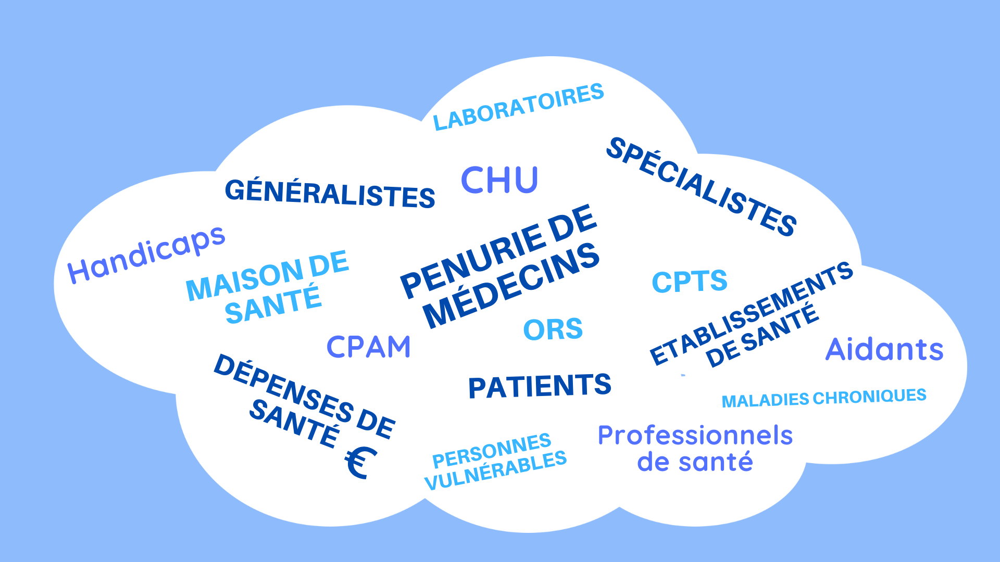 LABORATOIRES
SPÉCIALISTES
CHU
GÉNÉRALISTES
Handicaps
MAISON DE
SANTÉ
PENURIE DE
MÉDECINS
CPTS
ETABLISSEMENTS
DE SANTÉ
ORS
CPAM
Aidants
DÉPENSES DE
SANTÉ
€
PATIENTS
MALADIES CHRONIQUES
PERSONNES
VULNÉRABLES
Professionnels
de santé